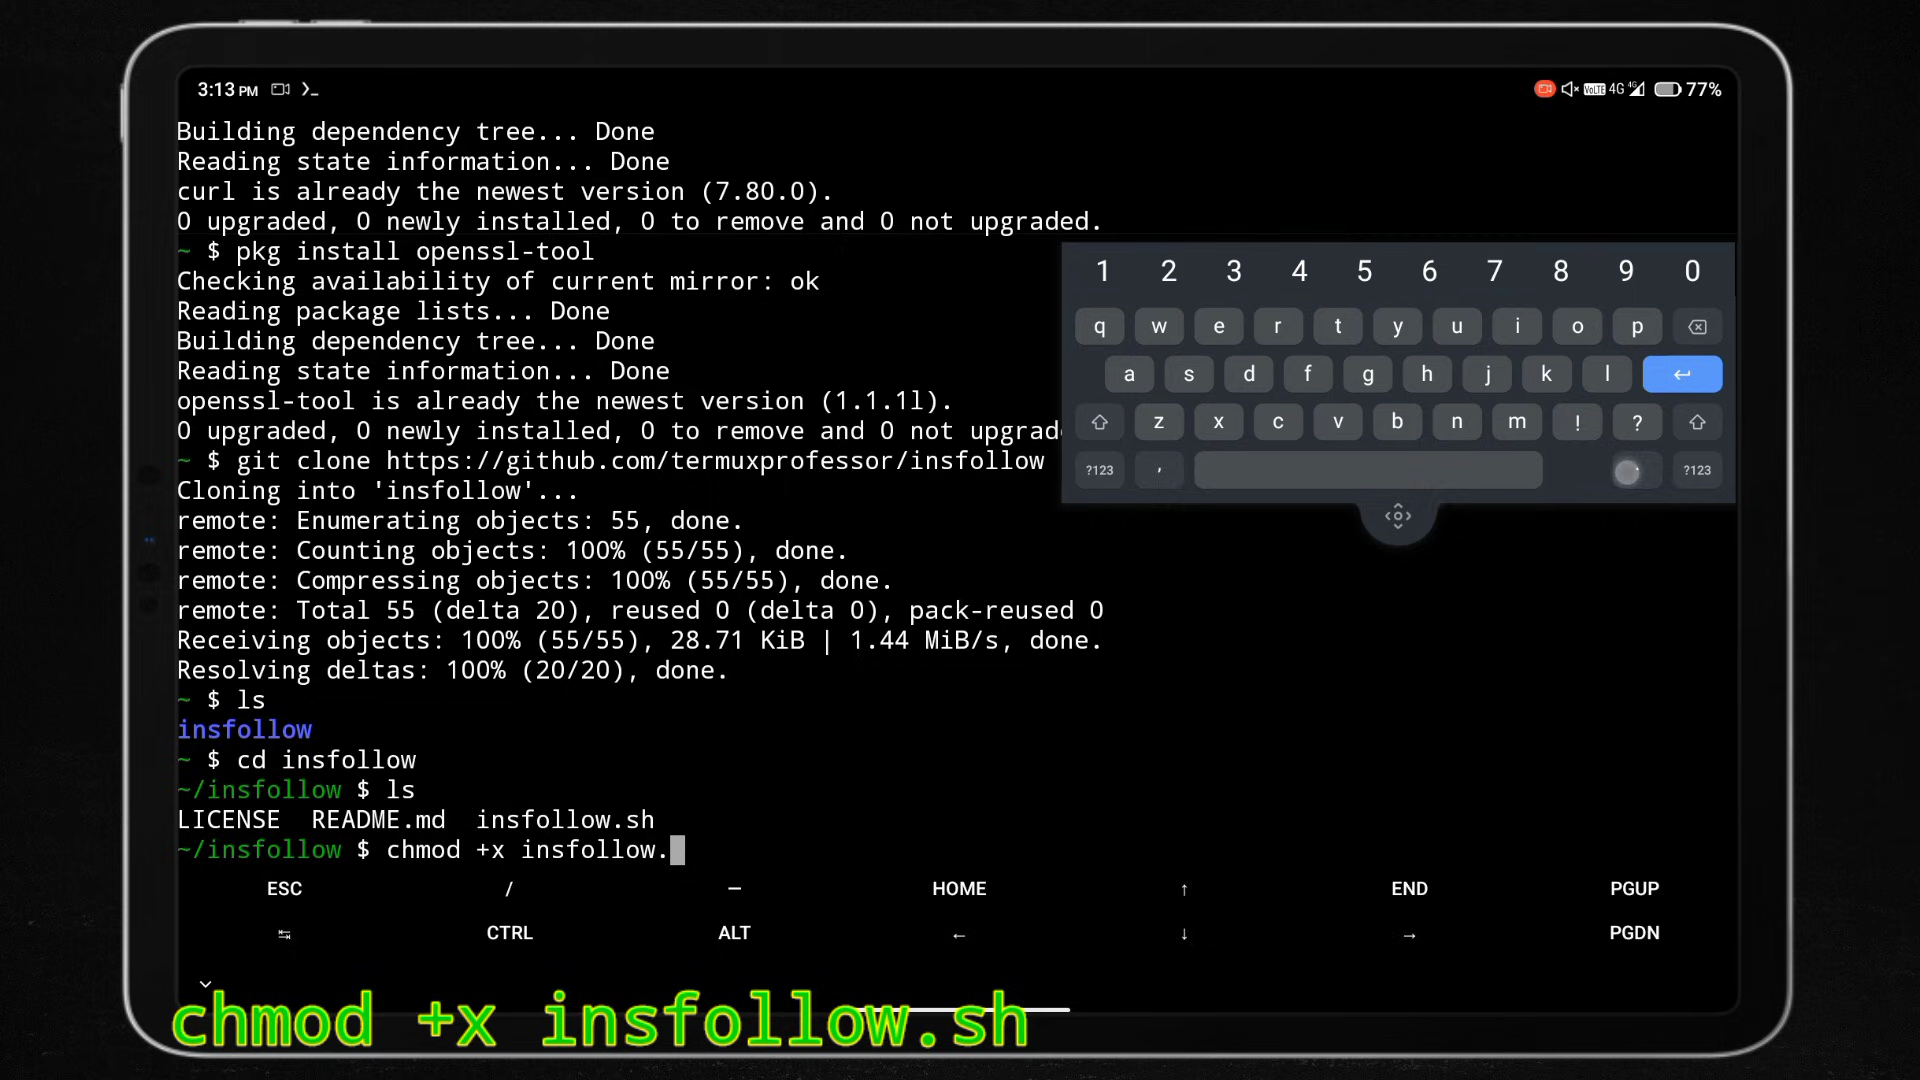 3:13 PM
VoLTE 4G 4G 77%
Building dependency tree... Done
Reading state information... Done
curl is already the newest version (7.80.0).
0 upgraded, 0 newly installed, 0 to remove and 0 not upgraded.
~ $ pkg install openssl-tool
Checking availability of current mirror: ok
Reading package lists... Done
Building dependency tree... Done
Reading state information... Done
openssl-tool is already the newest version (1.1.1l).
0 upgraded, 0 newly installed, 0 to remove and 0 not upgrad
~ $ git clone https://github.com/termuxprofessor/insfollow
Cloning into 'insfollow'...
remote: Enumerating objects: 55, done.
remote: Counting objects: 100% (55/55), done.
remote: Compressing objects: 100% (55/55), done.
remote: Total 55 (delta 20), reused 0 (delta 0), pack-reused 0
Receiving objects: 100% (55/55), 28.71 KiB | 1.44 MiB/s, done.
Resolving deltas: 100% (20/20), done.
~ $ ls
insfollow
~ $ cd insfollow
~/insfollow $ ls
LICENSE README.md insfollow.sh
~/insfollow $ chmod +x insfollow.
1 2 3 4 5 6 7 8 9 0
q w e r t y u i o p
a s d f g h j k l
z x c v b n m ! ?
?123 , ?123
ESC / — HOME ↑ END PGUP
↹ CTRL ALT ← ↓ → PGDN
chmod +x insfollow.sh